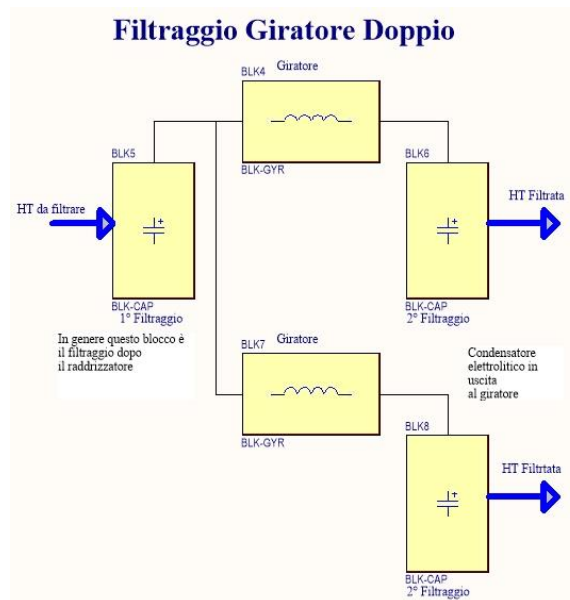 Filtraggio Giratore Doppio
BLK4
Giratore
BLK-GYR
BLK5
BLK6
HT da filtrare
HT Filtrata
BLK-CAP
1° Filtraggio
BLK-CAP
2° Filtraggio
In genere questo blocco è
il filtraggio dopo
il raddrizzatore
BLK7
Giratore
BLK-GYR
Condensatore
elettrolitico in
uscita
al giratore
BLK8
HT Filtrtata
BLK-CAP
2° Filtraggio